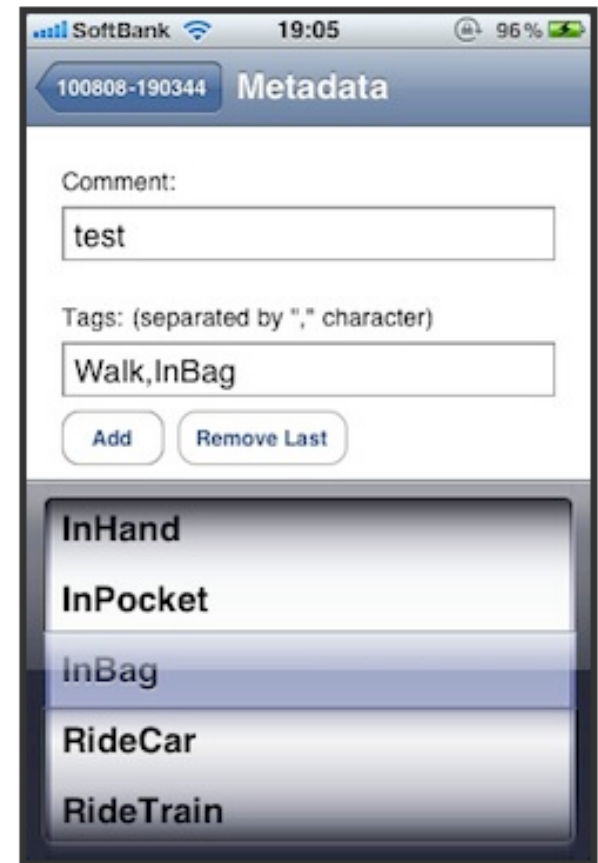 SoftBank 19:05 96%
100808-190344 Metadata
Comment:
test
Tags: (separated by "," character)
Walk,InBag
Add Remove Last
InHand
InPocket
InBag
RideCar
RideTrain